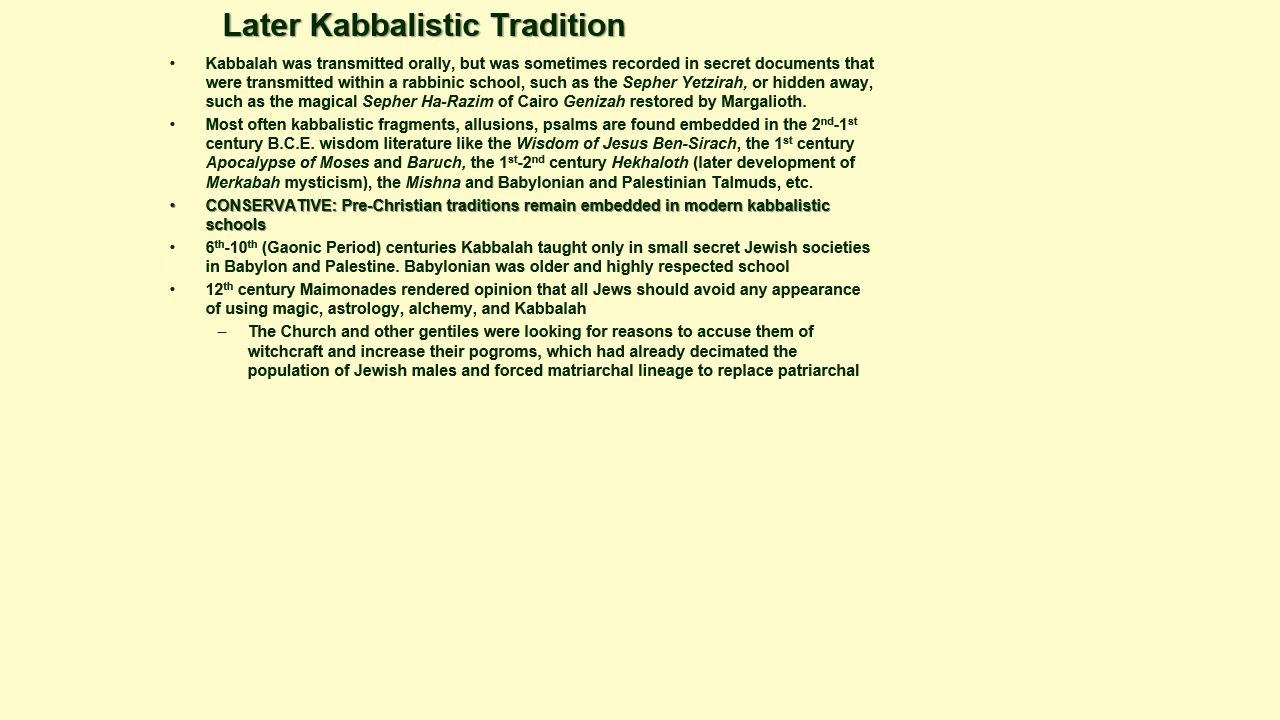 Later Kabbalistic Tradition
• Kabbalah was transmitted orally, but was sometimes recorded in secret documents that
were transmitted within a rabbinic school, such as the Sepher Yetzirah, or hidden away,
such as the magical Sepher Ha-Razim of Cairo Genizah restored by Margalioth.
• Most often kabbalistic fragments, allusions, psalms are found embedded in the 2nd-1st
century B.C.E. wisdom literature like the Wisdom of Jesus Ben-Sirach, the 1st century
Apocalypse of Moses and Baruch, the 1st-2nd century Hekhaloth (later development of
Merkabah mysticism), the Mishna and Babylonian and Palestinian Talmuds, etc.
• CONSERVATIVE: Pre-Christian traditions remain embedded in modern kabbalistic
schools
• 6th-10th (Gaonic Period) centuries Kabbalah taught only in small secret Jewish societies
in Babylon and Palestine. Babylonian was older and highly respected school
• 12th century Maimonades rendered opinion that all Jews should avoid any appearance
of using magic, astrology, alchemy, and Kabbalah
– The Church and other gentiles were looking for reasons to accuse them of
witchcraft and increase their pogroms, which had already decimated the
population of Jewish males and forced matriarchal lineage to replace patriarchal